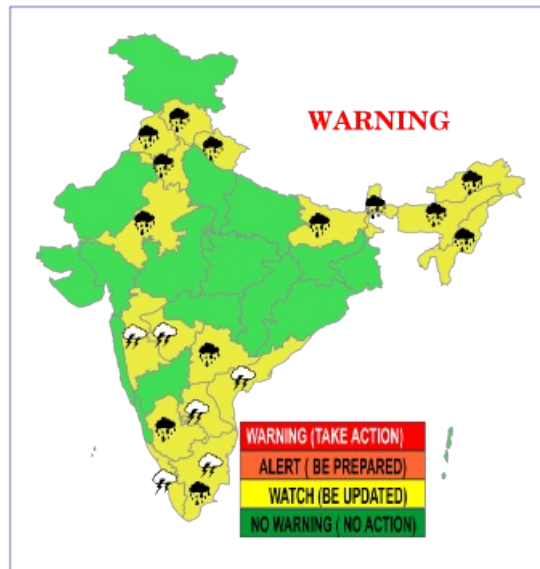 WARNING
WARNING (TAKE ACTION)
ALERT ( BE PREPARED)
WATCH (BE UPDATED)
NO WARNING ( NO ACTION)